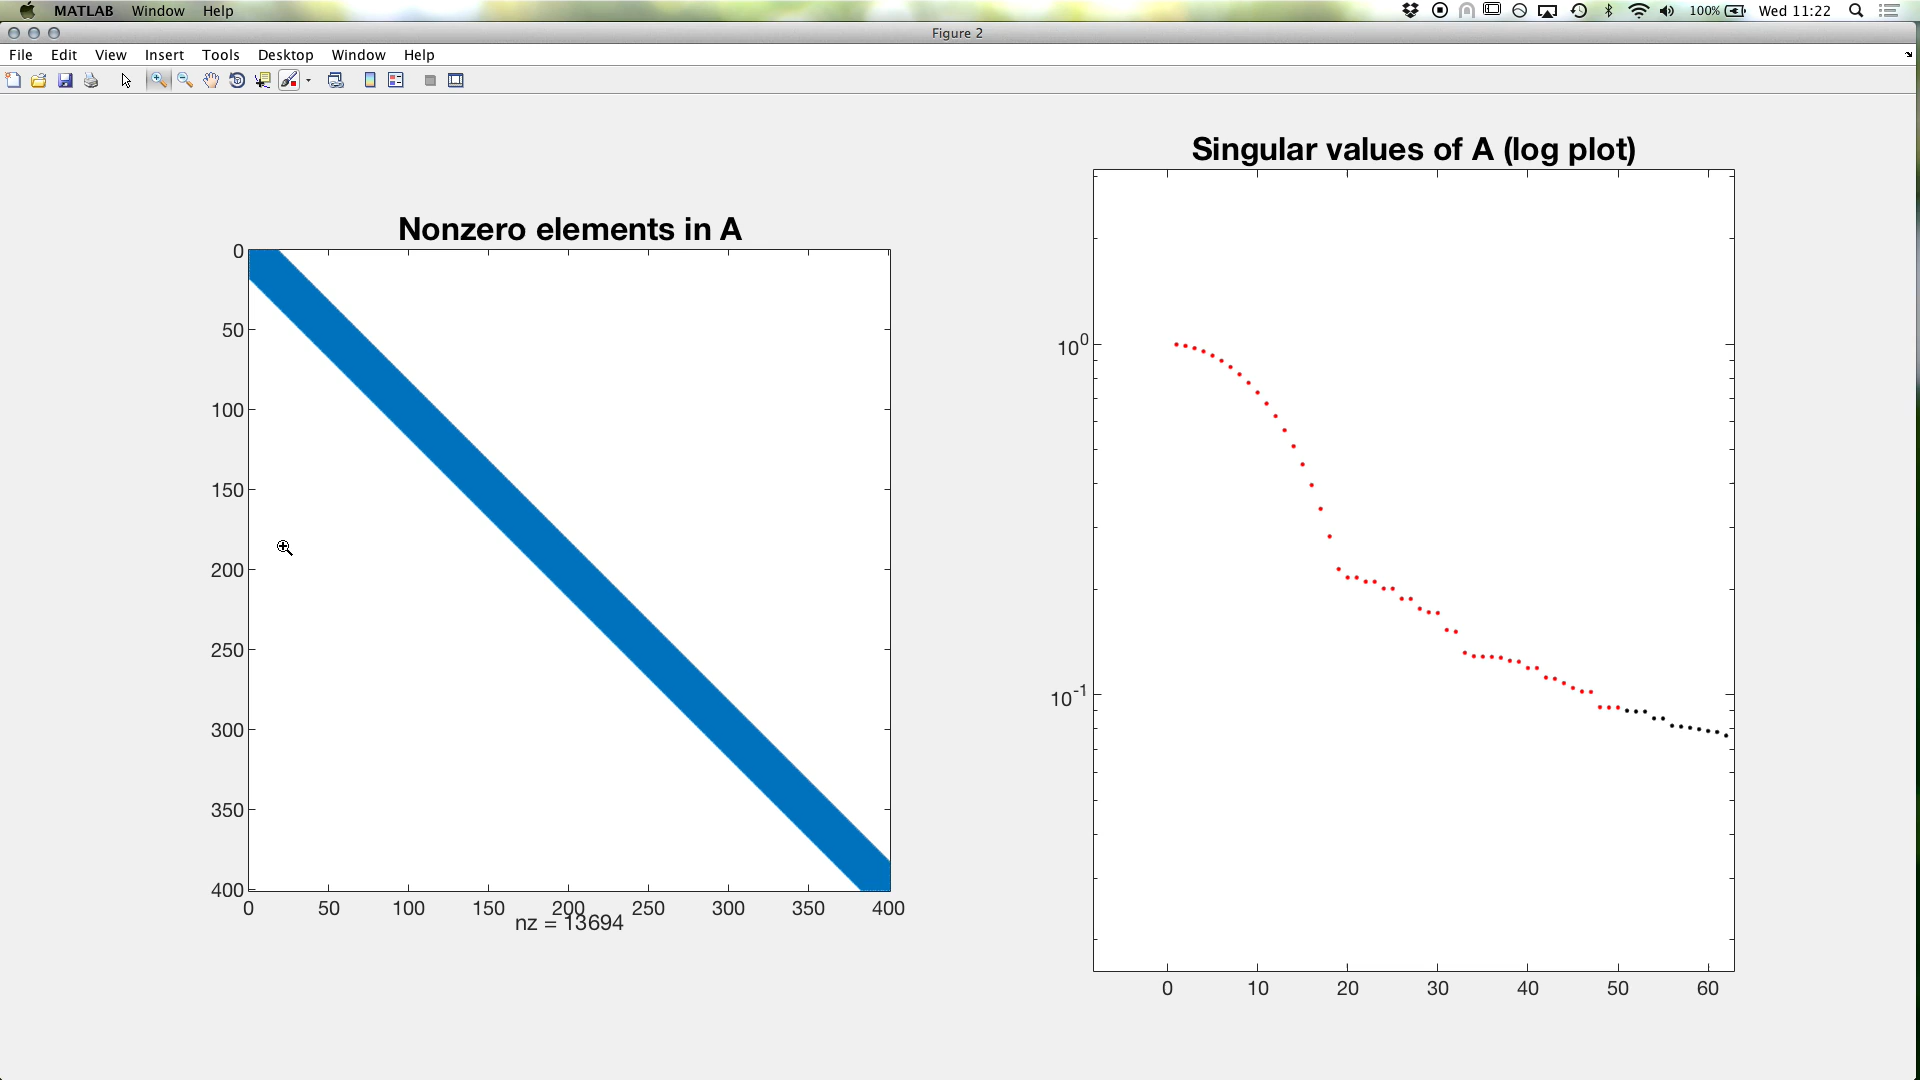 MATLAB Window Help
100% Wed 11:22
Figure 2
File Edit View Insert Tools Desktop Window Help
Nonzero elements in A
0
50
100
150
200
250
300
350
400
0 50 100 150 200 250 300 350 400
nz = 13694
Singular values of A (log plot)
10^0
10^-1
0 10 20 30 40 50 60